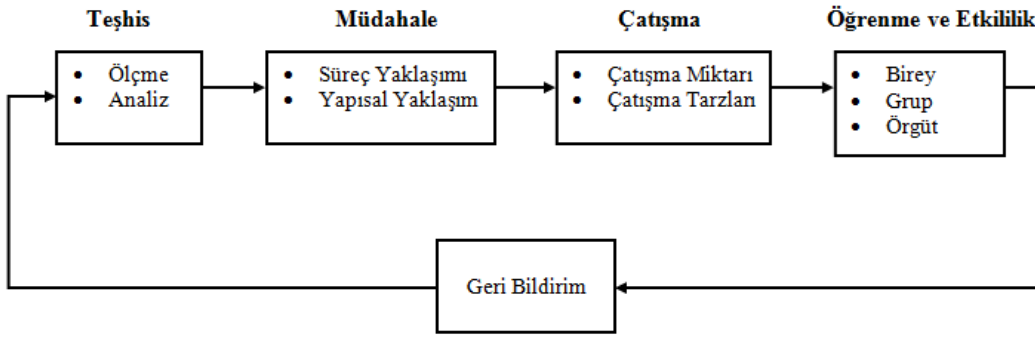 Teşhis
Müdahale
Çatışma
Öğrenme ve Etkililik
• Ölçme
• Analiz
• Süreç Yaklaşımı
• Yapısal Yaklaşım
• Çatışma Miktarı
• Çatışma Tarzları
• Birey
• Grup
• Örgüt
Geri Bildirim